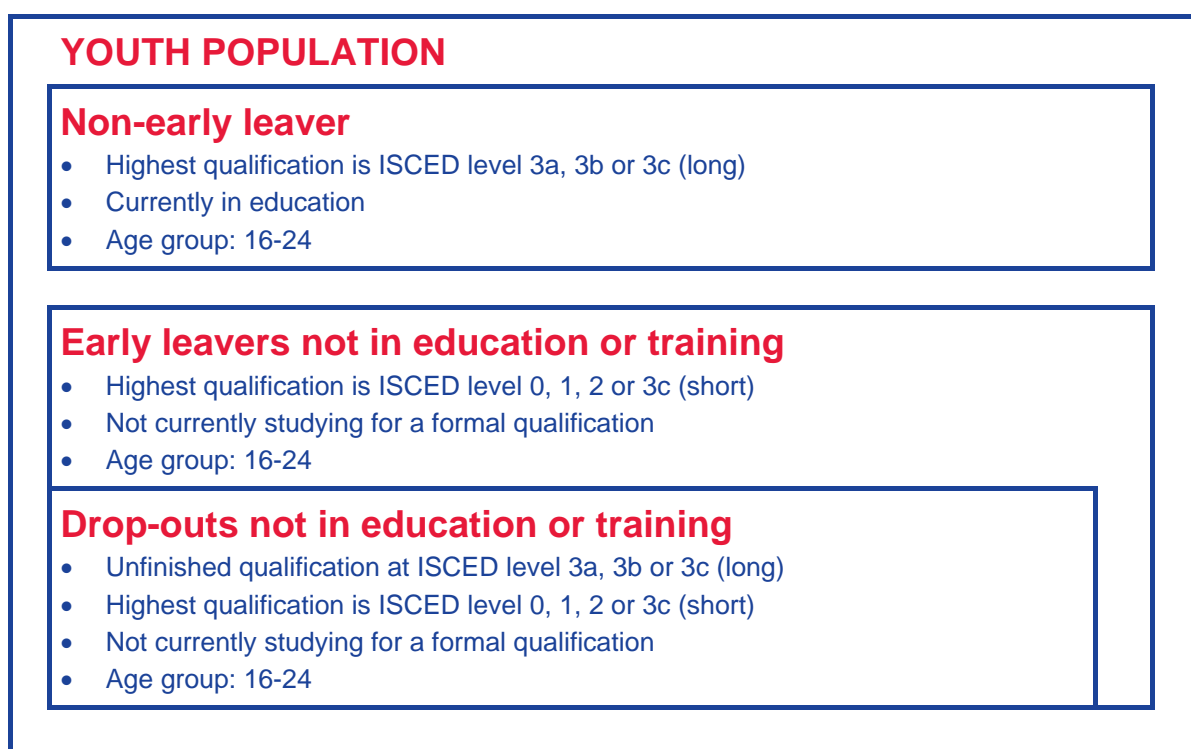 YOUTH POPULATION
Non-early leaver
• Highest qualification is ISCED level 3a, 3b or 3c (long)
• Currently in education
• Age group: 16-24
Early leavers not in education or training
• Highest qualification is ISCED level 0, 1, 2 or 3c (short)
• Not currently studying for a formal qualification
• Age group: 16-24
Drop-outs not in education or training
• Unfinished qualification at ISCED level 3a, 3b or 3c (long)
• Highest qualification is ISCED level 0, 1, 2 or 3c (short)
• Not currently studying for a formal qualification
• Age group: 16-24